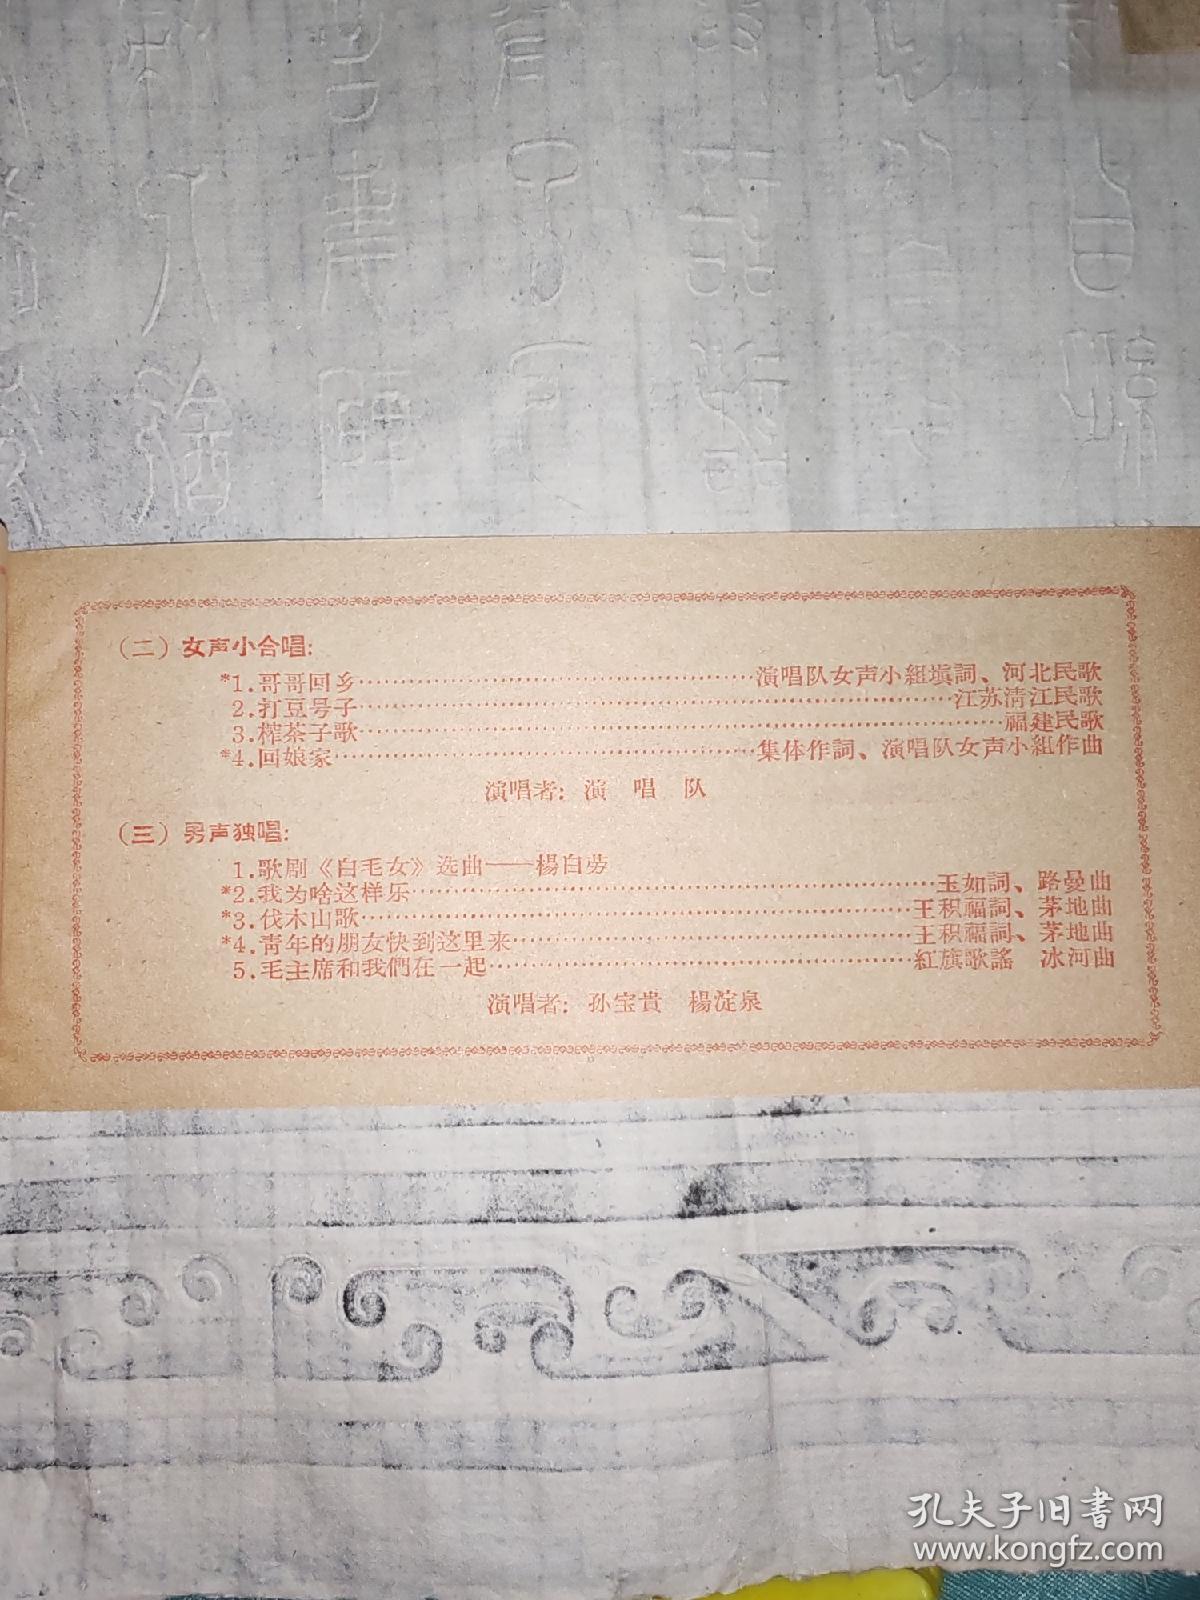 （二）女声小合唱：
*1.哥哥回乡……演唱队女声小組塡詞、河北民歌
2.打豆号子……江苏清江民歌
3.榨茶子歌……福建民歌
*4.回娘家……集体作詞、演唱队女声小組作曲
演唱者：演 唱 队
（三）男声独唱：
1.歌剧《白毛女》选曲——楊白劳
*2.我为啥这样乐……玉如詞、路曼曲
*3.伐木山歌……王积福詞、茅地曲
*4.青年的朋友快到这里来……王积福詞、茅地曲
5.毛主席和我們在一起……紅旗歌謠 冰河曲
演唱者：孙宝貴 楊淀泉
孔夫子旧書网
www.kongfz.com